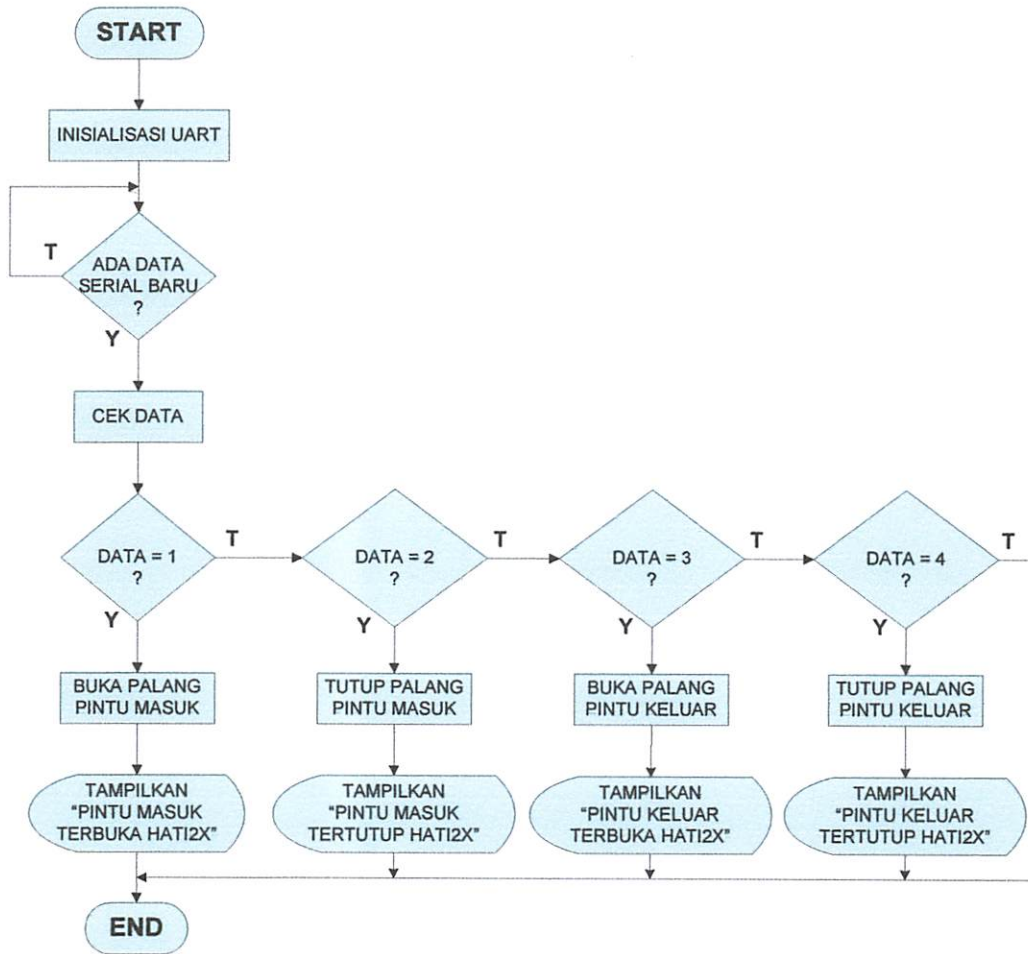 START
INISIALISASI UART
T
ADA DATA
SERIAL BARU
?
Y
CEK DATA
DATA = 1
?
T
Y
DATA = 2
?
T
Y
DATA = 3
?
T
Y
DATA = 4
?
T
Y
BUKA PALANG
PINTU MASUK
TUTUP PALANG
PINTU MASUK
BUKA PALANG
PINTU KELUAR
TUTUP PALANG
PINTU KELUAR
TAMPILKAN
“PINTU MASUK
TERBUKA HATI2X”
TAMPILKAN
“PINTU MASUK
TERTUTUP HATI2X”
TAMPILKAN
“PINTU KELUAR
TERBUKA HATI2X”
TAMPILKAN
“PINTU KELUAR
TERTUTUP HATI2X”
END